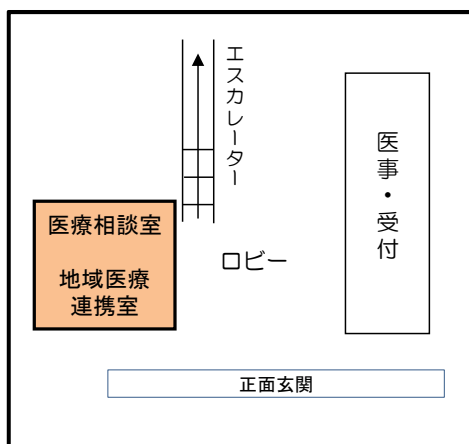 エスカレーター
医事・受付
医療相談室
地域医療
連携室
ロビー
正面玄関